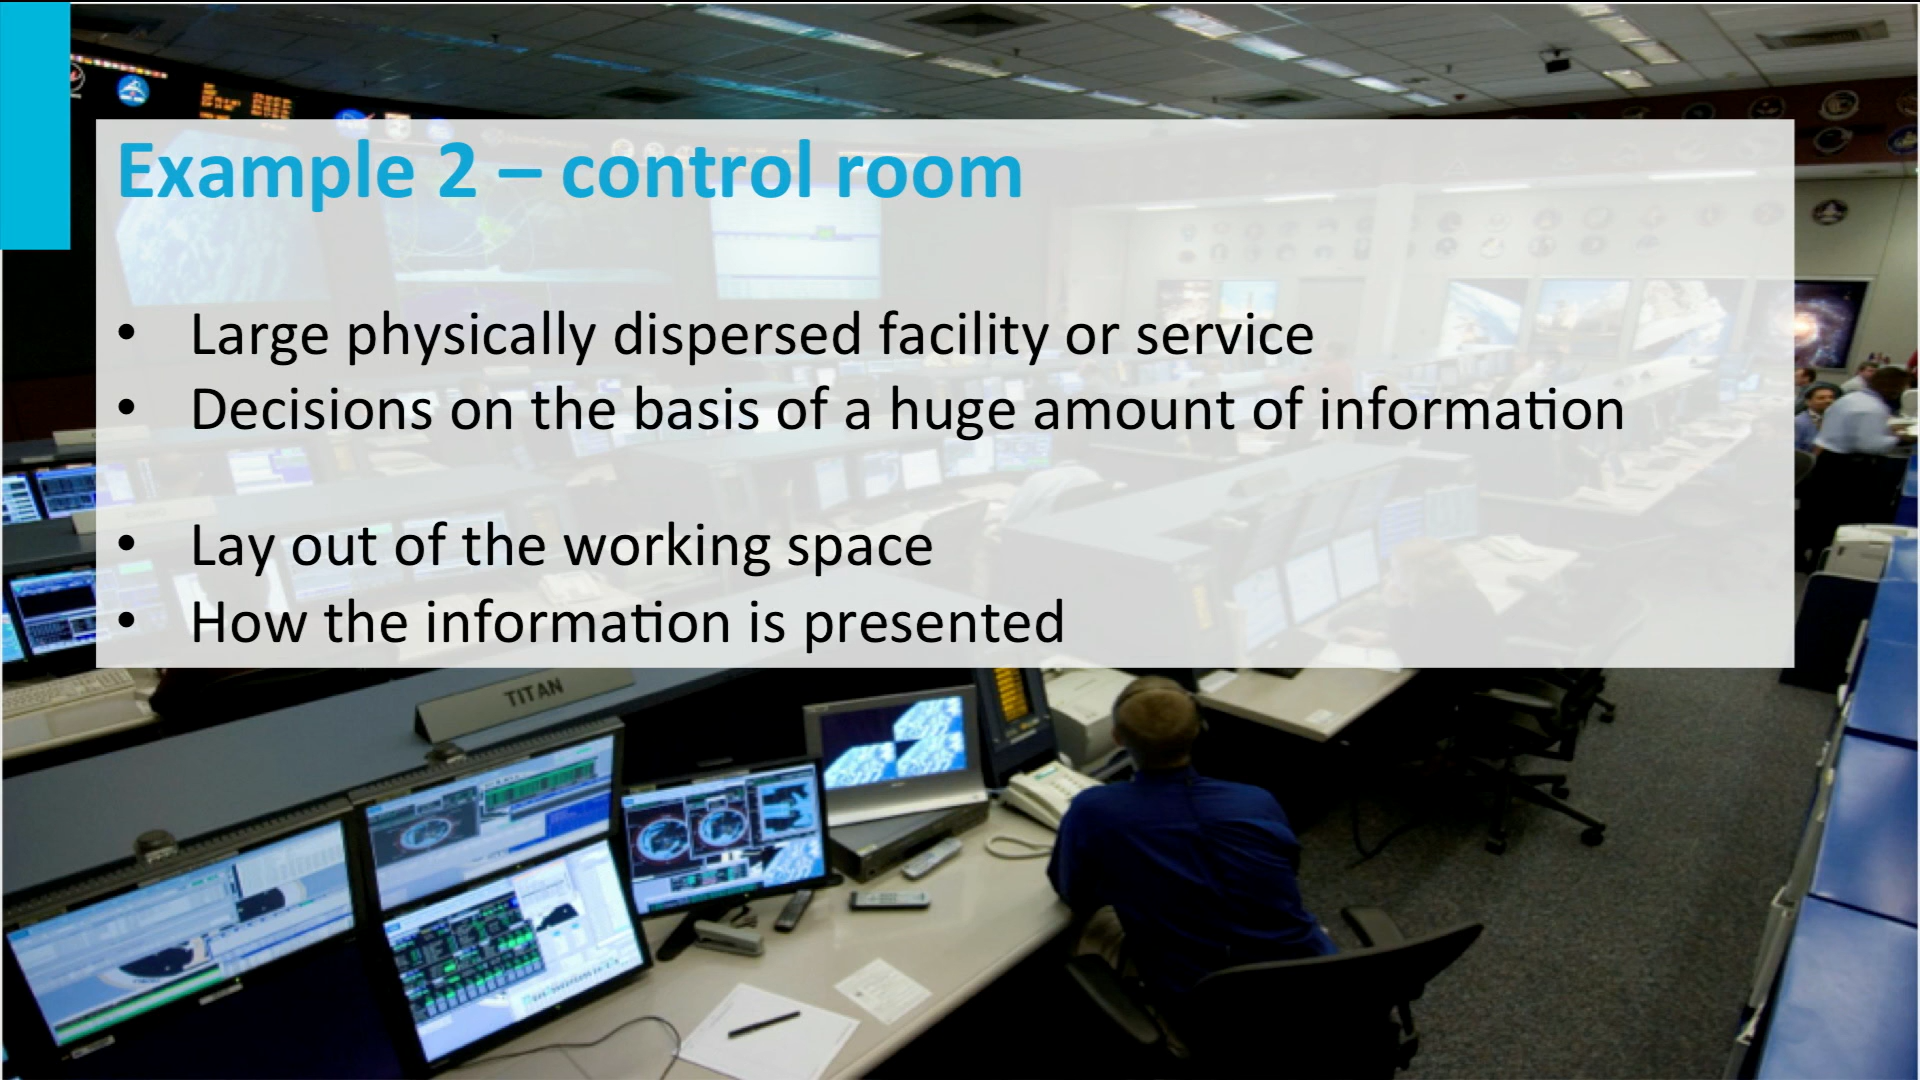 Example 2 – control room
• Large physically dispersed facility or service
• Decisions on the basis of a huge amount of information
• Lay out of the working space
• How the information is presented
TITAN